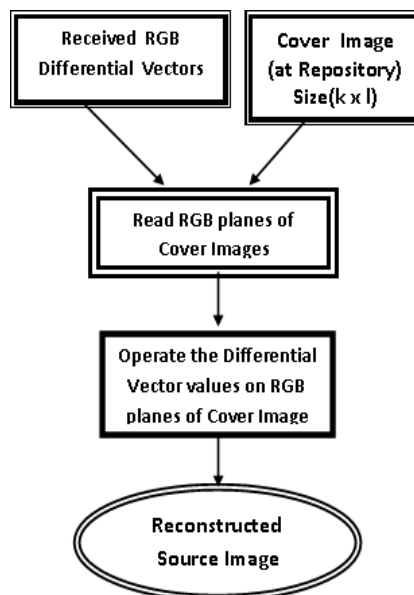 Received RGB
Differential Vectors
Cover Image
(at Repository)
Size(k x l)
Read RGB planes of
Cover Images
Operate the Differential
Vector values on RGB
planes of Cover Image
Reconstructed
Source Image